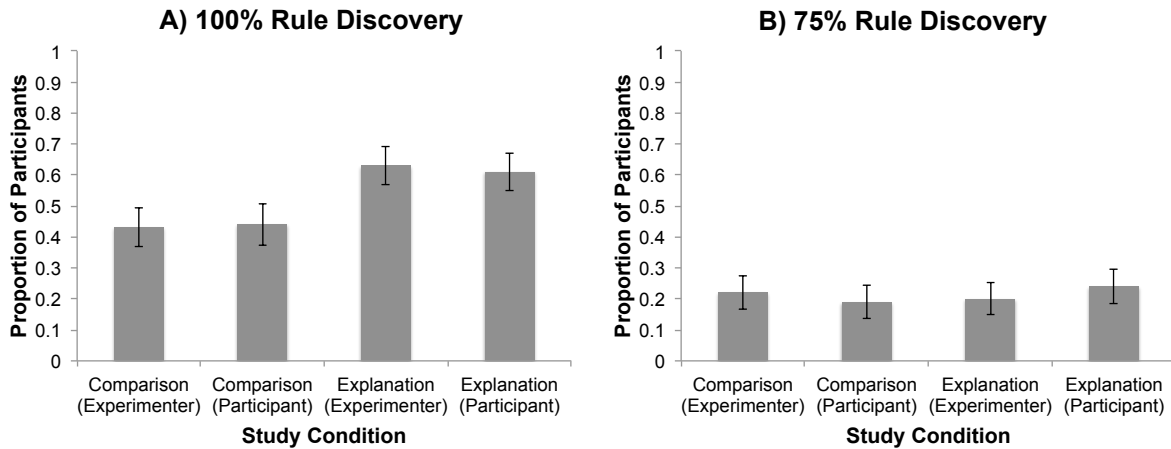 A) 100% Rule Discovery
Proportion of Participants
1
0.9
0.8
0.7
0.6
0.5
0.4
0.3
0.2
0.1
0
Comparison
(Experimenter)
Comparison
(Participant)
Explanation
(Experimenter)
Explanation
(Participant)
Study Condition
B) 75% Rule Discovery
Proportion of Participants
1
0.9
0.8
0.7
0.6
0.5
0.4
0.3
0.2
0.1
0
Comparison
(Experimenter)
Comparison
(Participant)
Explanation
(Experimenter)
Explanation
(Participant)
Study Condition